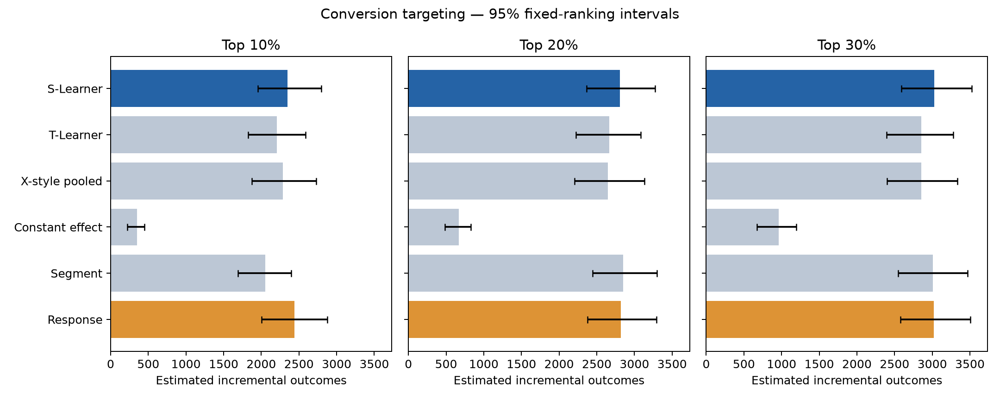 Conversion targeting — 95% fixed-ranking intervals
Top 10%
Top 20%
Top 30%
S-Learner
T-Learner
X-style pooled
Constant effect
Segment
Response
0 500 1000 1500 2000 2500 3000 3500
0 500 1000 1500 2000 2500 3000 3500
0 500 1000 1500 2000 2500 3000 3500
Estimated incremental outcomes
Estimated incremental outcomes
Estimated incremental outcomes